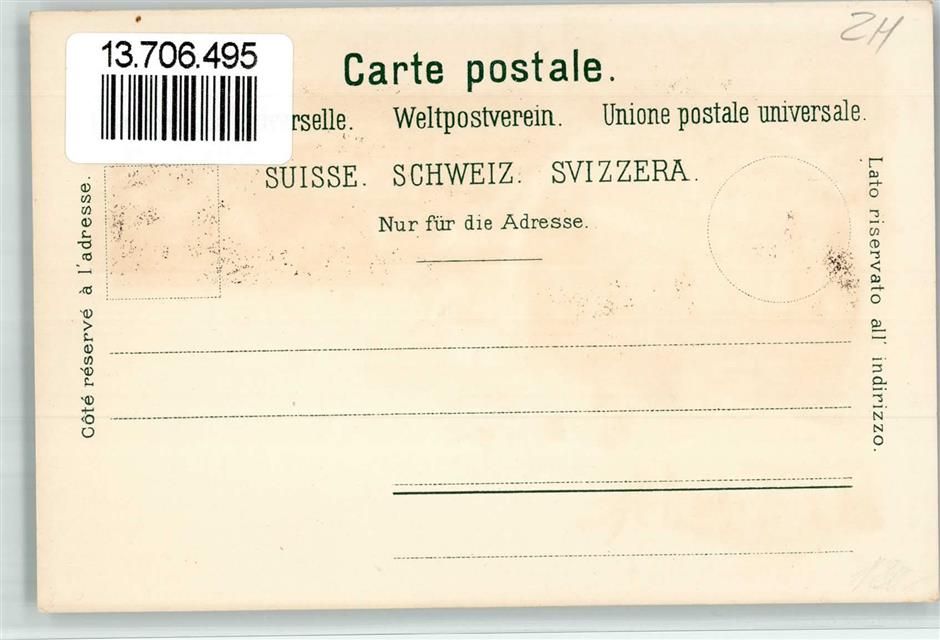 ZH
13.706.495
Carte postale.
rselle. Weltpostverein. Unione postale universale.
SUISSE. SCHWEIZ. SVIZZERA.
Nur für die Adresse.
Côté réservé à l'adresse.
Lato riservato all' indirizzo.